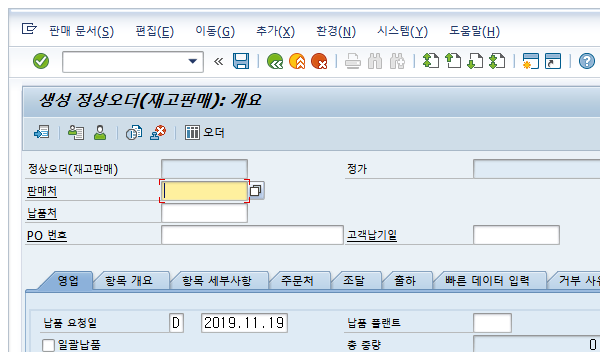 판매 문서(S) 편집(E) 이동(G) 추가(X) 환경(N) 시스템(Y) 도움말(H)
생성 정상오더(재고판매): 개요
오더
정상오더(재고판매) 정가
판매처
납품처
PO 번호 고객납기일
영업 항목 개요 항목 세부사항 주문처 조달 출하 빠른 데이터 입력 거부 사유
납품 요청일 D 2019.11.19 납품 플랜트
일괄납품 총 중량 0